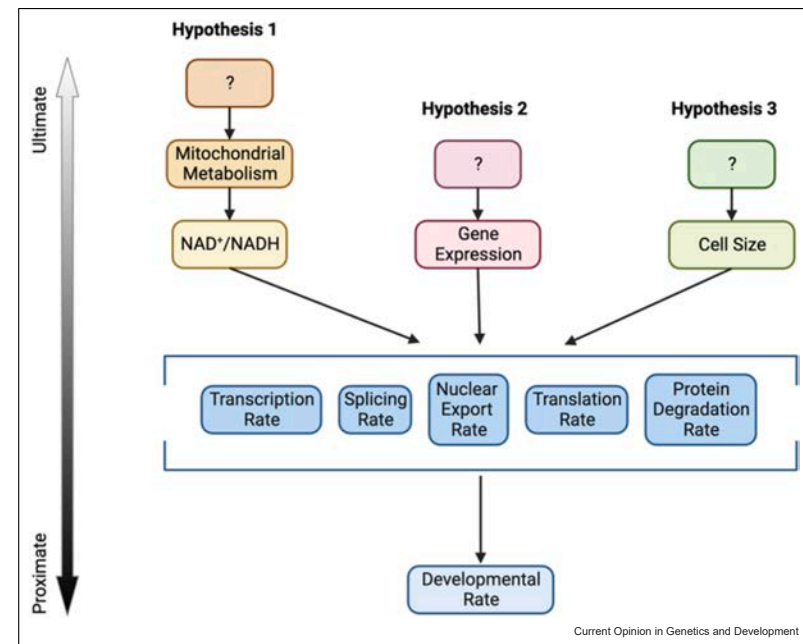 Hypothesis 1
?
Ultimate
Hypothesis 2
Hypothesis 3
Mitochondrial
Metabolism
?
?
NAD⁺/NADH
Gene
Expression
Cell Size
Transcription
Rate
Splicing
Rate
Nuclear
Export
Rate
Translation
Rate
Protein
Degradation
Rate
Proximate
Developmental
Rate
Current Opinion in Genetics and Development